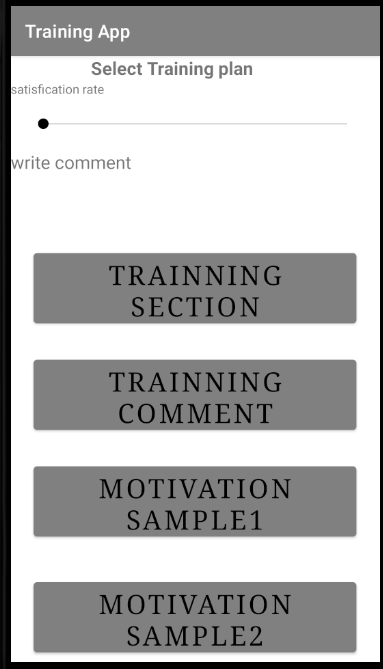 Training App
Select Training plan
satisfication rate
write comment
TRAINNING
SECTION
TRAINNING
COMMENT
MOTIVATION
SAMPLE1
MOTIVATION
SAMPLE2